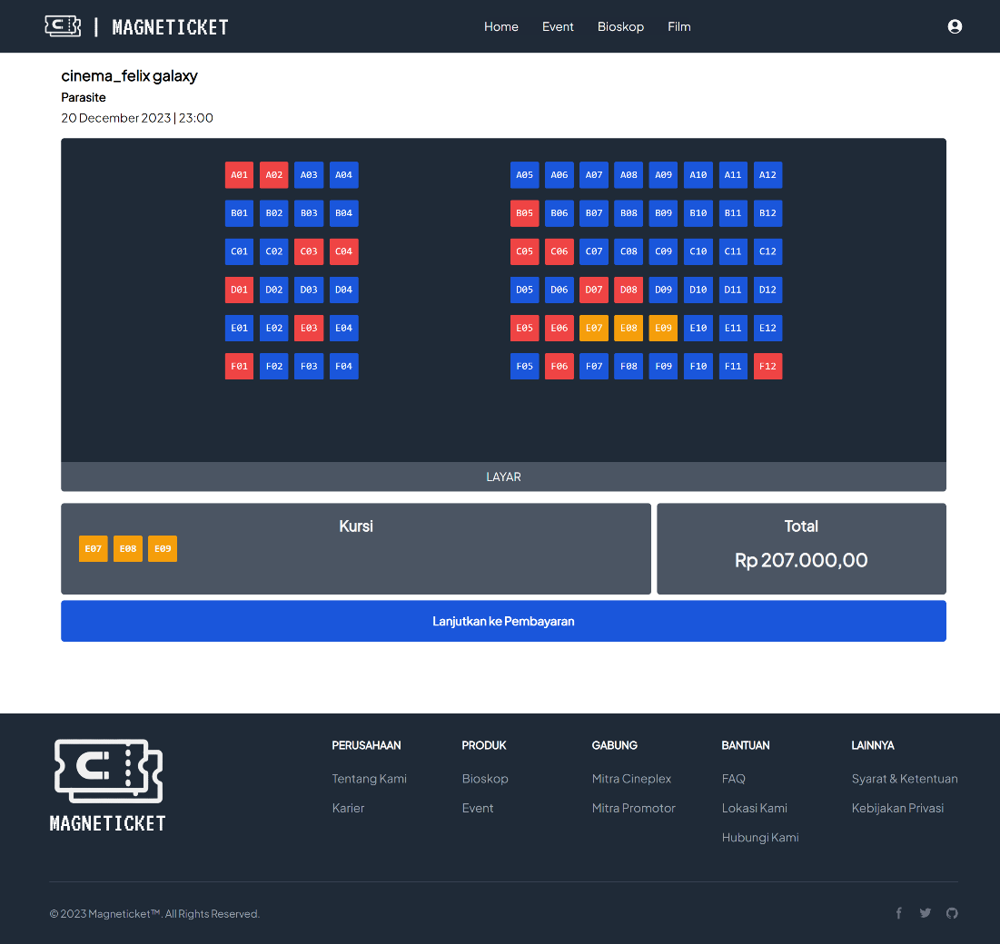 | MAGNETICKET
Home Event Bioskop Film
cinema_felix galaxy
Parasite
20 December 2023 | 23:00
A01 A02 A03 A04 A05 A06 A07 A08 A09 A10 A11 A12
B01 B02 B03 B04 B05 B06 B07 B08 B09 B10 B11 B12
C01 C02 C03 C04 C05 C06 C07 C08 C09 C10 C11 C12
D01 D02 D03 D04 D05 D06 D07 D08 D09 D10 D11 D12
E01 E02 E03 E04 E05 E06 E07 E08 E09 E10 E11 E12
F01 F02 F03 F04 F05 F06 F07 F08 F09 F10 F11 F12
LAYAR
Kursi
E07 E08 E09
Total
Rp 207.000,00
Lanjutkan ke Pembayaran
MAGNETICKET
PERUSAHAAN
Tentang Kami
Karier
PRODUK
Bioskop
Event
GABUNG
Mitra Cineplex
Mitra Promotor
BANTUAN
FAQ
Lokasi Kami
Hubungi Kami
LAINNYA
Syarat & Ketentuan
Kebijakan Privasi
© 2023 Magneticket™. All Rights Reserved.